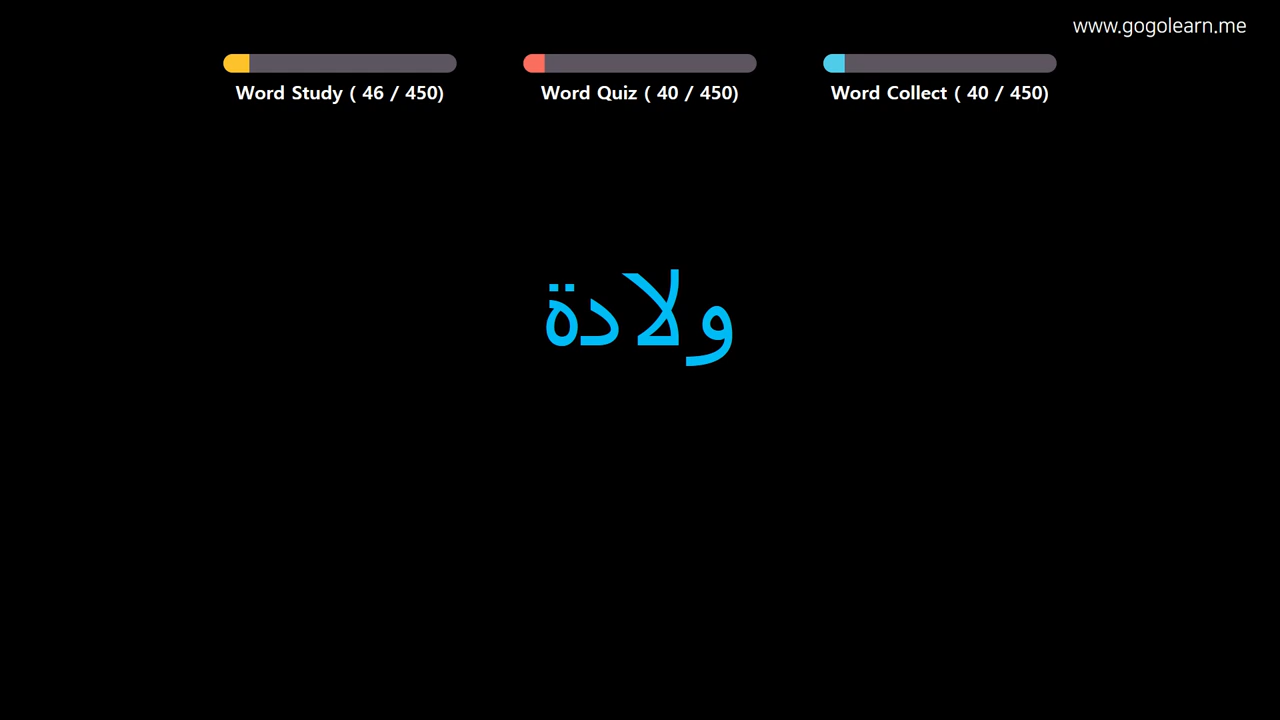 www.gogolearn.me
Word Study ( 46 / 450)
Word Quiz ( 40 / 450)
Word Collect ( 40 / 450)
ولادة